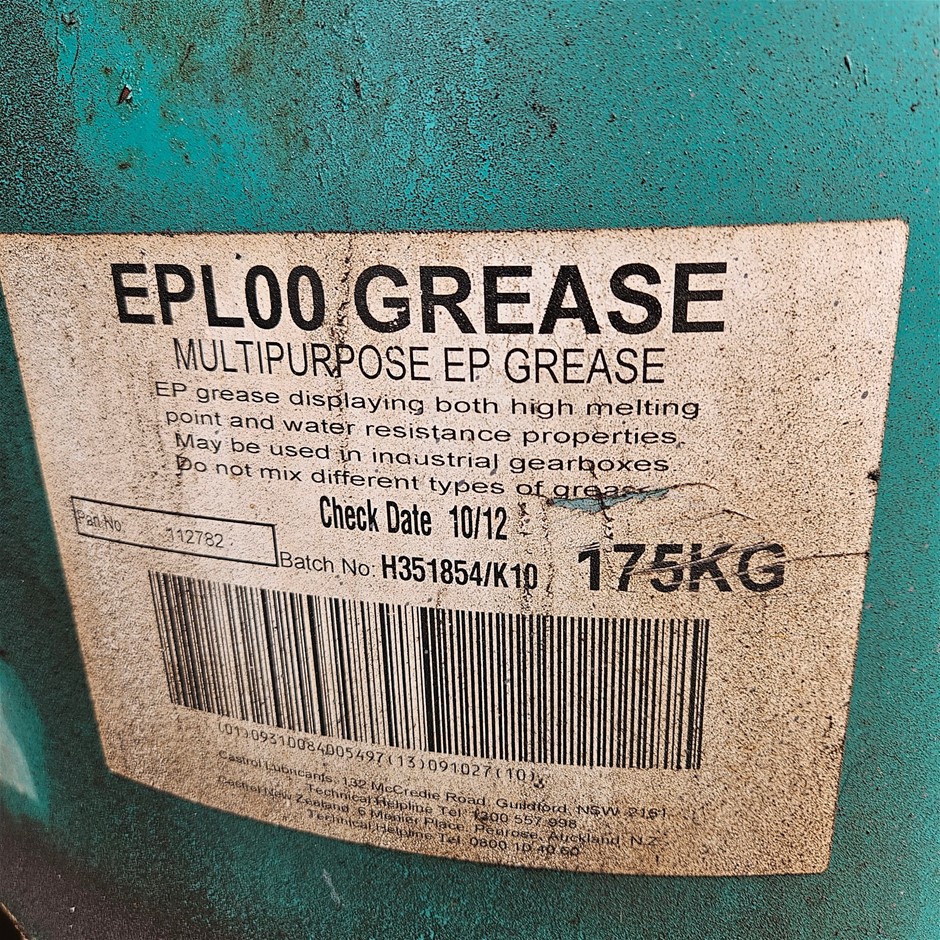 EPL00 GREASE
MULTIPURPOSE EP GREASE
EP grease displaying both high melting
point and water resistance properties.
May be used in industrial gearboxes.
Do not mix different types of grease
Check Date 10/12
Part No. 112782
Batch No: H351854/K10
175KG
(01)09310084005497(13)091027(10)
Castrol Lubricants: 132 McCredie Road, Guildford, NSW 2161
Technical Helpline Tel: 1300 557 998
Castrol New Zealand, 6 Monier Place, Penrose, Auckland, N.Z.
Technical Helpline Tel: 0800 10 40 60